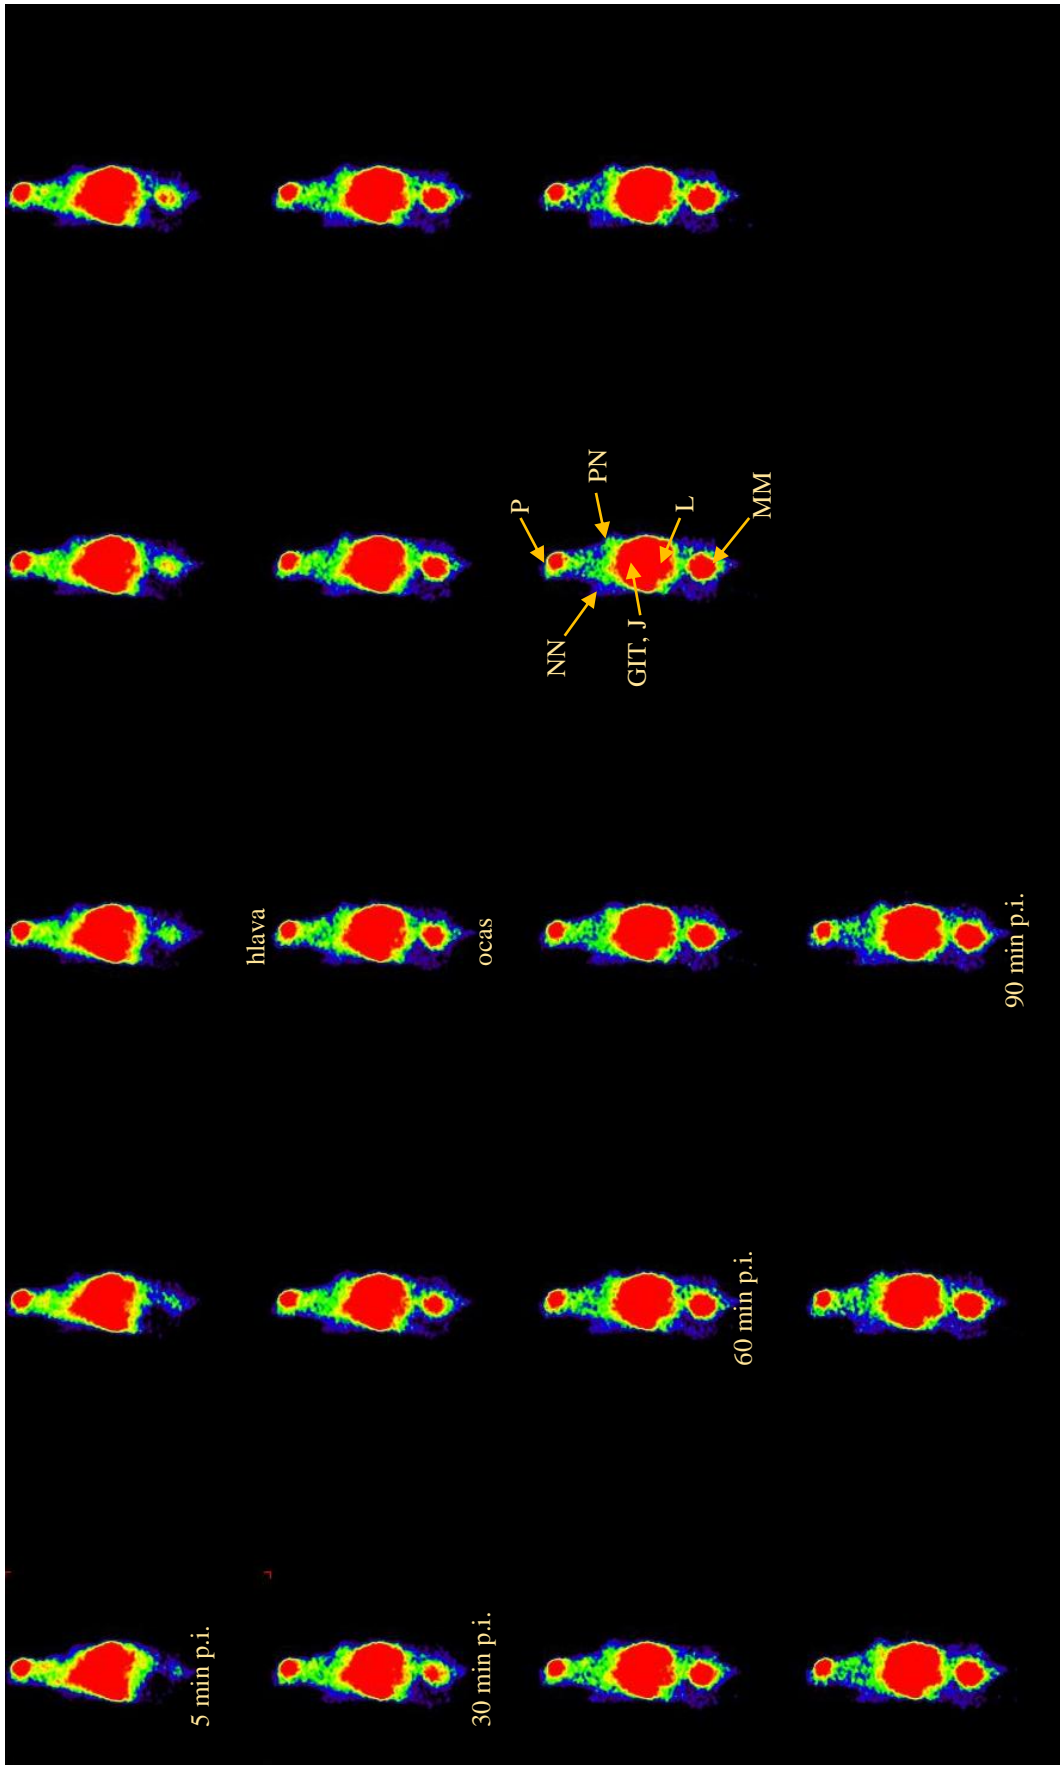 5 min p.i.
hlava
30 min p.i.
ocas
P
NN
PN
GIT, J
L
60 min p.i.
MM
90 min p.i.